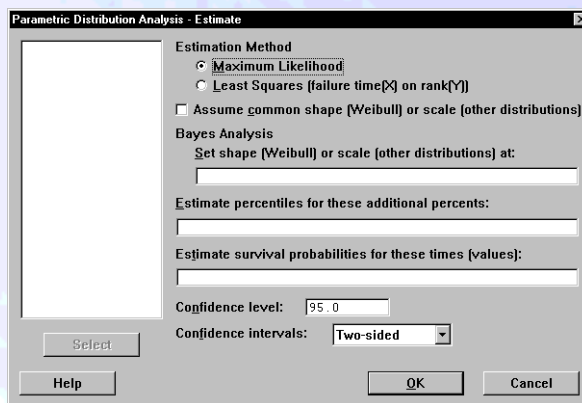 Parametric Distribution Analysis - Estimate
Estimation Method
Maximum Likelihood
Least Squares (failure time(X) on rank(Y))
Assume common shape (Weibull) or scale (other distributions)
Bayes Analysis
Set shape (Weibull) or scale (other distributions) at:
Estimate percentiles for these additional percents:
Estimate survival probabilities for these times (values):
Confidence level: 95.0
Confidence intervals: Two-sided
Select
Help OK Cancel